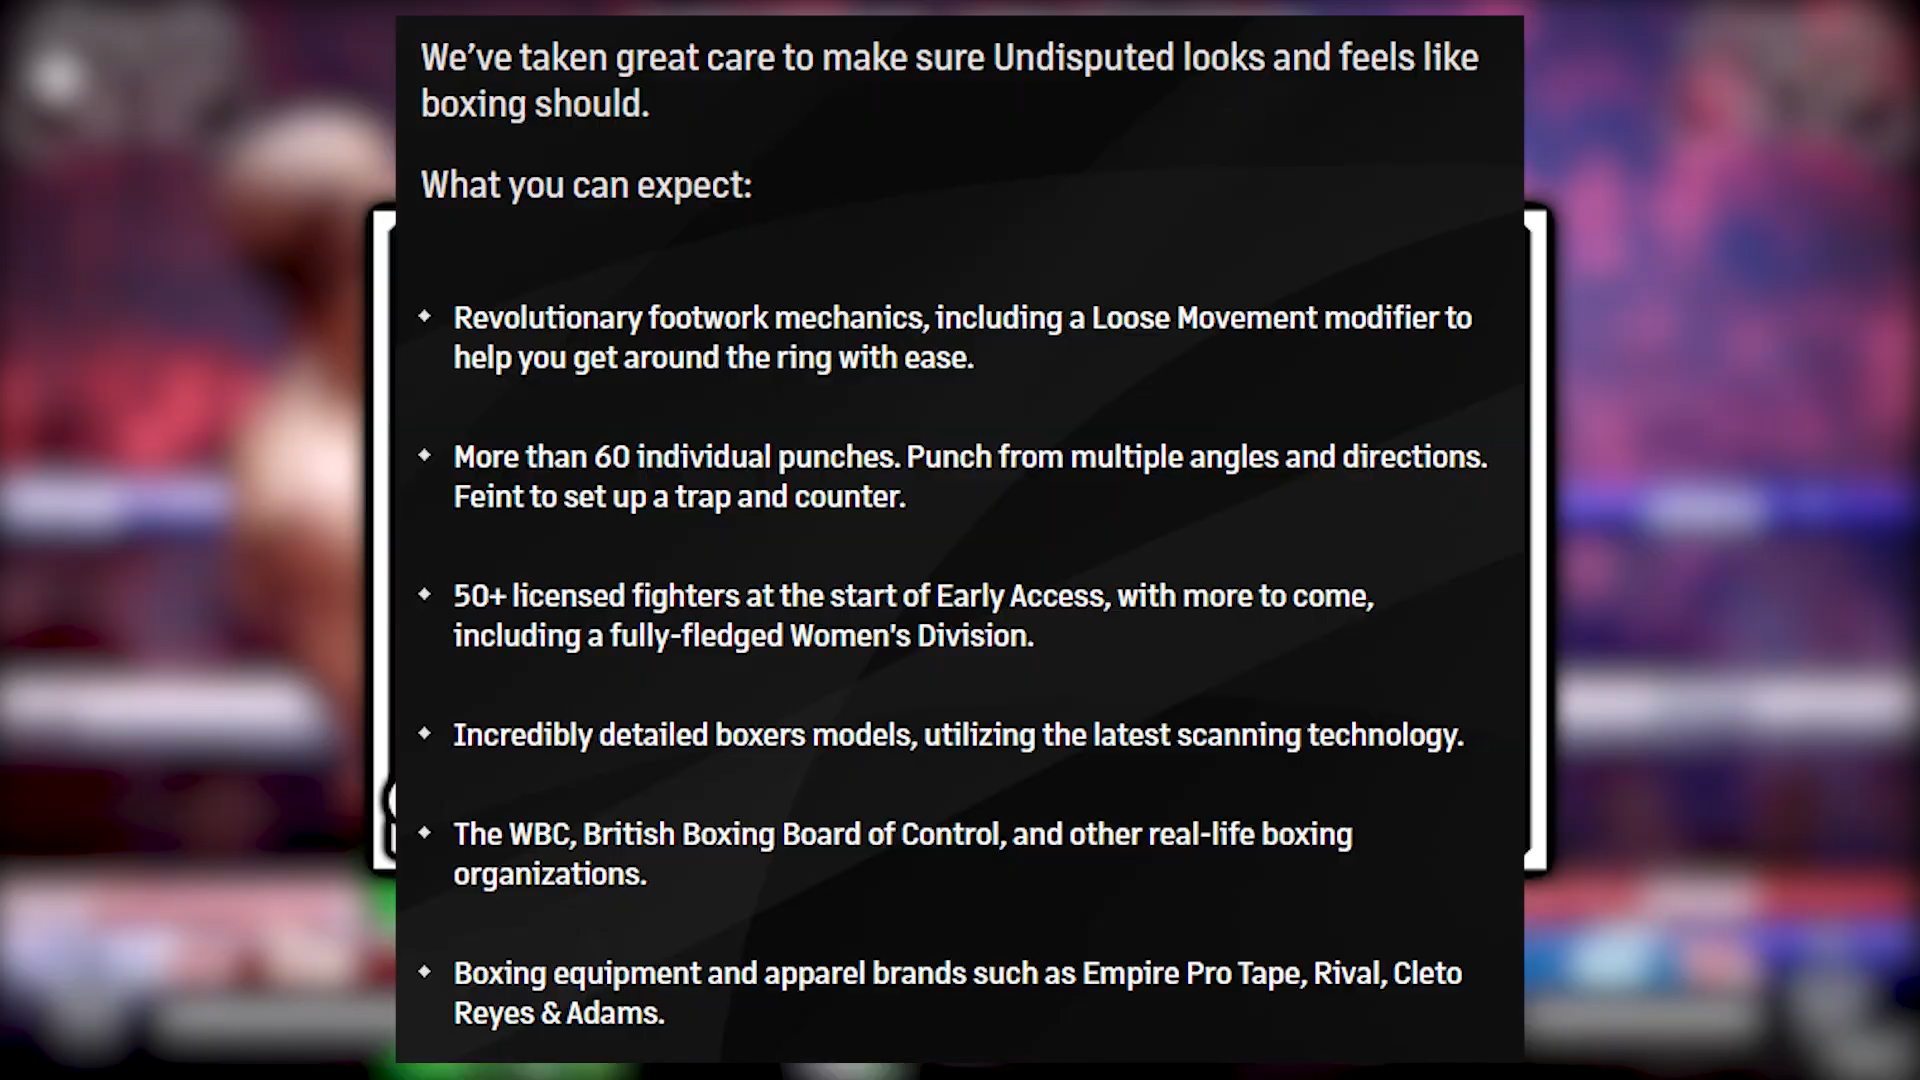 We’ve taken great care to make sure Undisputed looks and feels like
boxing should.
What you can expect:
Revolutionary footwork mechanics, including a Loose Movement modifier to
help you get around the ring with ease.
More than 60 individual punches. Punch from multiple angles and directions.
Feint to set up a trap and counter.
50+ licensed fighters at the start of Early Access, with more to come,
including a fully-fledged Women's Division.
Incredibly detailed boxers models, utilizing the latest scanning technology.
The WBC, British Boxing Board of Control, and other real-life boxing
organizations.
Boxing equipment and apparel brands such as Empire Pro Tape, Rival, Cleto
Reyes & Adams.